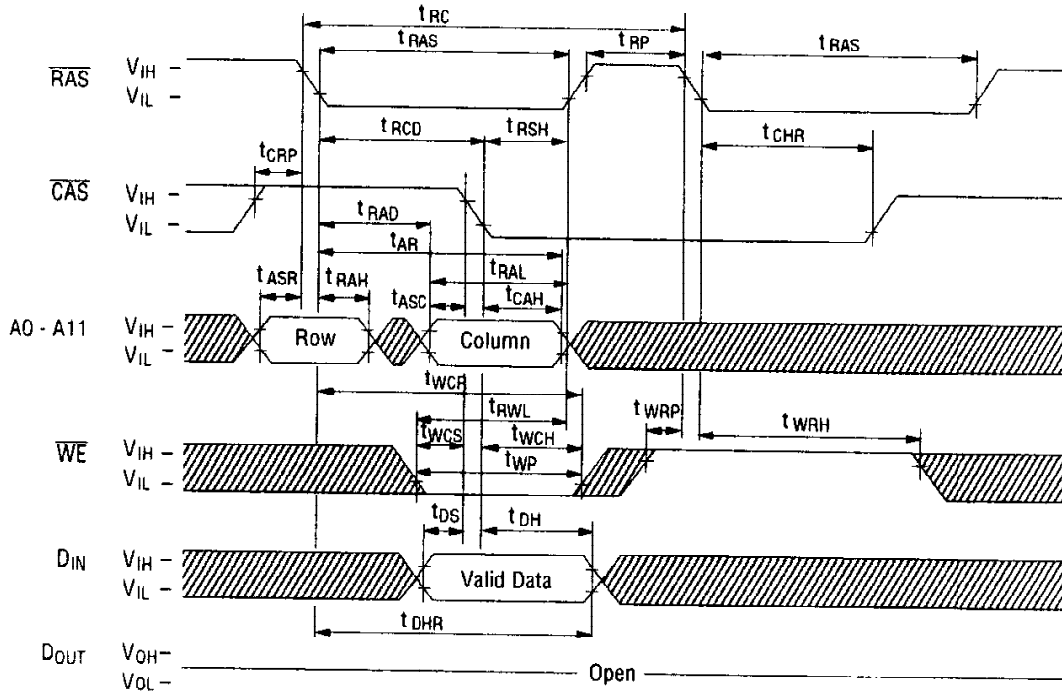 tRC
tRAS tRP tRAS
RAS VIH –
VIL –
tRCD tRSH tCHR
tCRP
CAS VIH –
VIL –
tRAD
tAR
tRAL
tASR tRAH tASC tCAH
A0 - A11 VIH –
VIL –
Row Column
tWCR
tRWL tWRP
tWCS tWCH tWRH
WE VIH –
VIL –
tWP
tDS tDH
DIN VIH –
VIL –
Valid Data
tDHR
DOUT VOH–
VOL–
Open